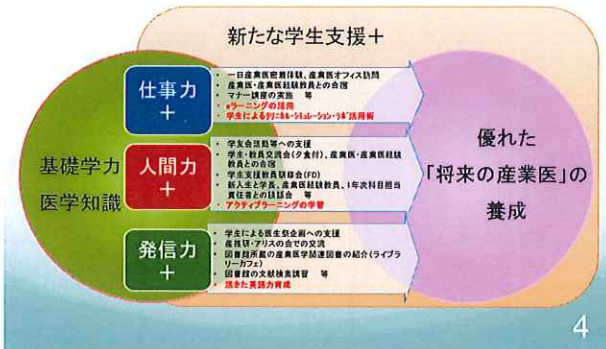 新たな学生支援+
基礎学力
医学知識
仕事力
+
・ 一日産業医密着体験、産業医オフィス訪問
・ 産業医・産業医経験教員との合宿
・ マナー講座の実施 等
・ eラーニングの活用
・ 学生によるクリニカル・シミュレーション・ラボ活用術
人間力
+
・ 学友会活動等への支援
・ 学生・教員交流会(夕食付)、産業医・産業医経験
教員との合宿
・ 学生支援教員研修会(FD)
・ 新入生と学長、産業医経験教員、1年次科目担当
責任者との懇談会 等
・ アクティブラーニングの学習
発信力
+
・ 学生による医生祭企画への支援
・ 産推研・アリスの会での交流
・ 図書館所蔵の産業医学関連図書の紹介(ライブラ
リーカフェ)
・ 図書館の文献検索講習 等
・ 活きた英語力育成
優れた
「将来の産業医」の
養成
4